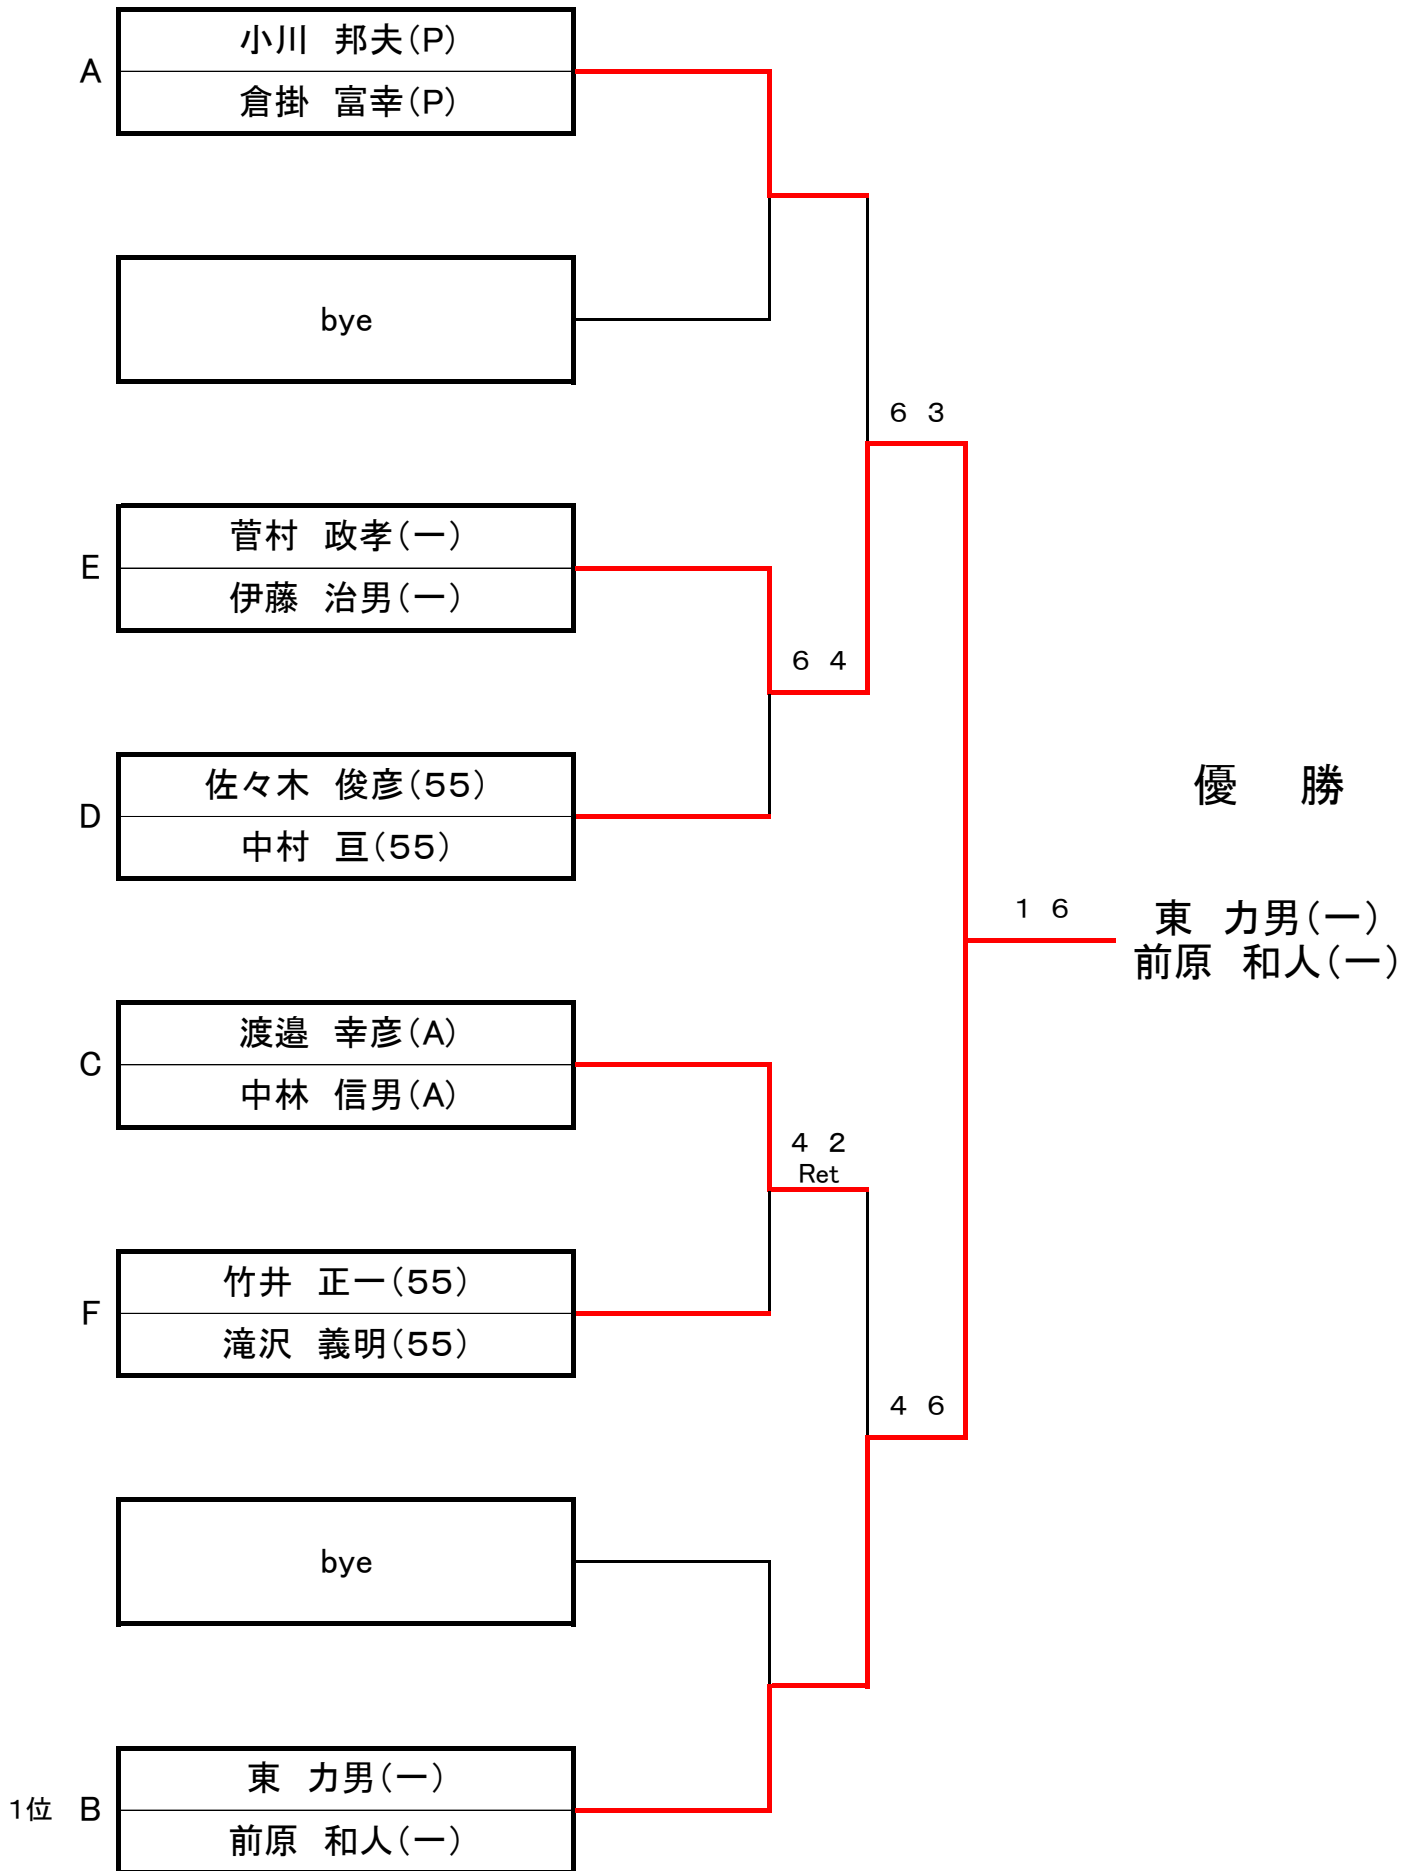 小川　邦夫(P)
A
倉掛　富幸(P)
bye
6 3
菅村　政孝(一)
E
伊藤　治男(一)
6 4
佐々木　俊彦(55)
D
中村　亘(55)
優　勝
1 6
東　力男(一)
前原　和人(一)
渡邉　幸彦(A)
C
中林　信男(A)
4 2
Ret
竹井　正一(55)
F
滝沢　義明(55)
4 6
bye
東　力男(一)
1位 B
前原　和人(一)